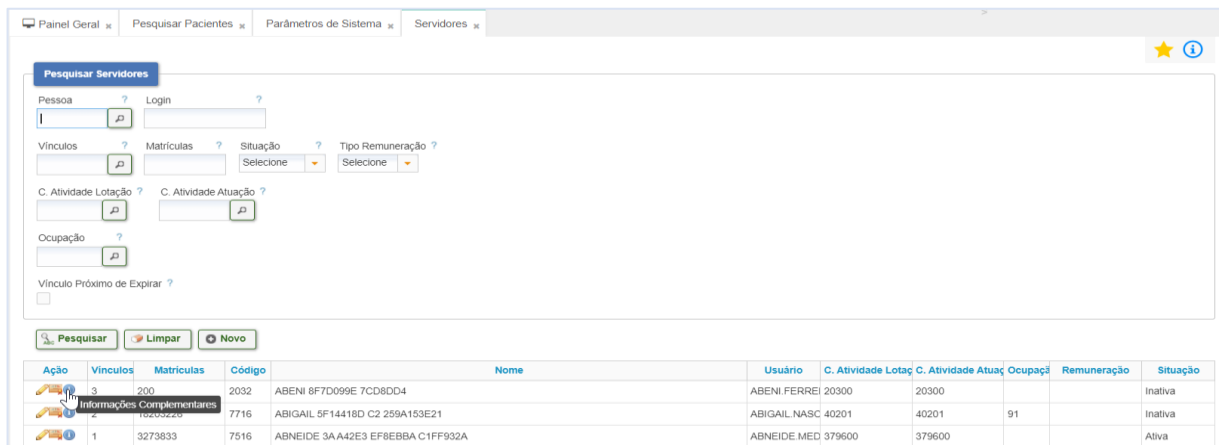 Painel Geral x Pesquisar Pacientes x Parâmetros de Sistema x Servidores x
Pesquisar Servidores
Pessoa ? Login ?
Vínculos ? Matrículas ? Situação ? Tipo Remuneração ?
Selecione Selecione
C. Atividade Lotação ? C. Atividade Atuação ?
Ocupação ?
Vínculo Próximo de Expirar ?
Pesquisar Limpar Novo
Ação Vínculos Matrículas Código Nome Usuário C. Atividade Lotaç C. Atividade Atuaç Ocupaçã Remuneração Situação
3 200 2032 ABENI 8F7D099E 7CD8DD4 ABENI.FERREI 20300 20300 Inativa
Informações Complementares
7716 ABIGAIL 5F14418D C2 259A153E21 ABIGAIL.NASC 40201 40201 91 Inativa
1 3273833 7516 ABNEIDE 3A A42E3 EF8EBBA C1FF932A ABNEIDE.MED 379600 379600 Ativa